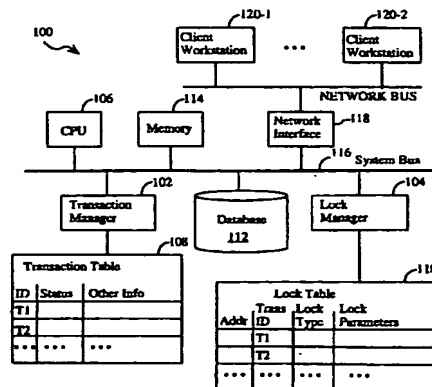 100
120-1
120-2
Client
Workstation
...
Client
Workstation
NETWORK BUS
106
114
118
CPU
Memory
Network
Interface
116
System Bus
102
104
Transaction
Manager
Database
112
Lock
Manager
108
Transaction Table
ID Status Other Info
T1
T2
... ... ...
Lock Table
Addr Trans ID Lock Type Lock Parameters
T1
T2
... ... ... ...